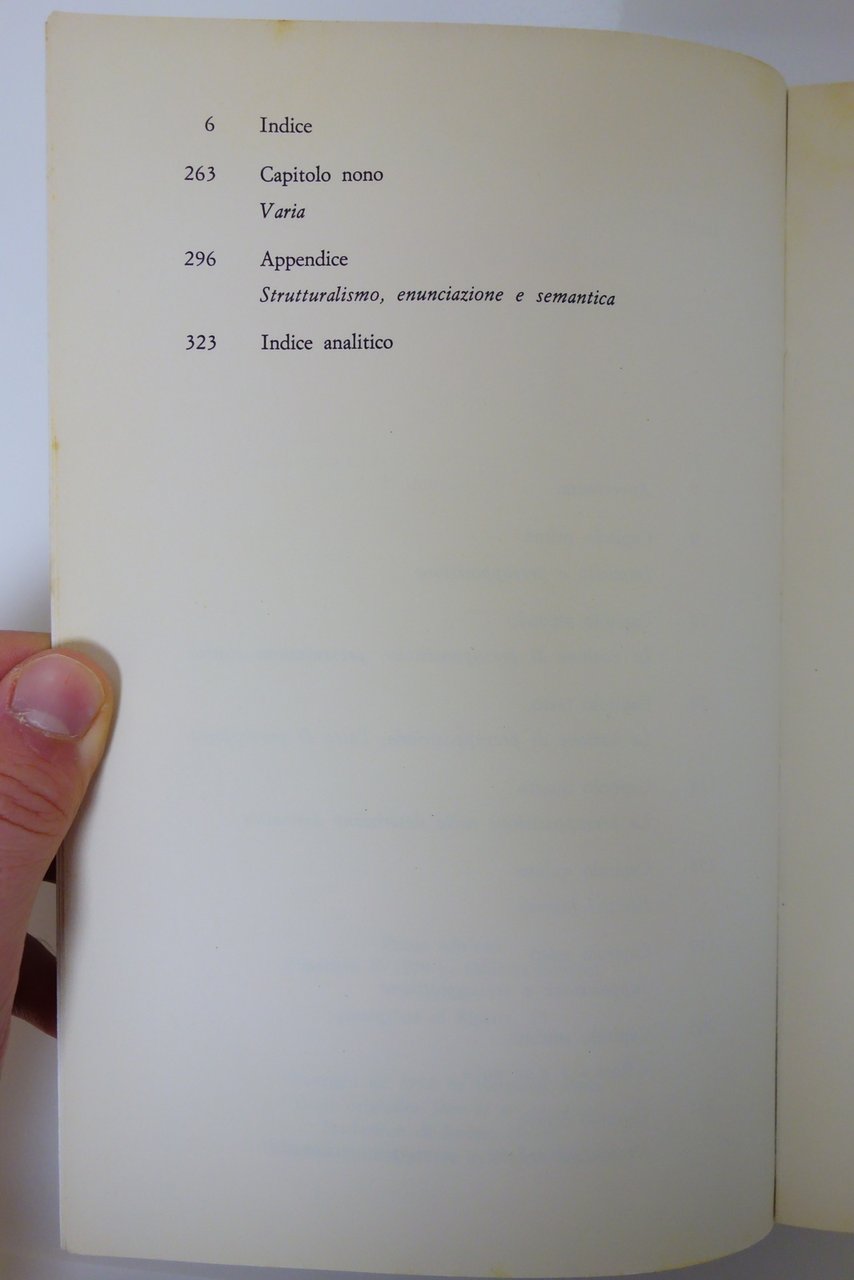 6 Indice
263 Capitolo nono
Varia
296 Appendice
Strutturalismo, enunciazione e semantica
323 Indice analitico